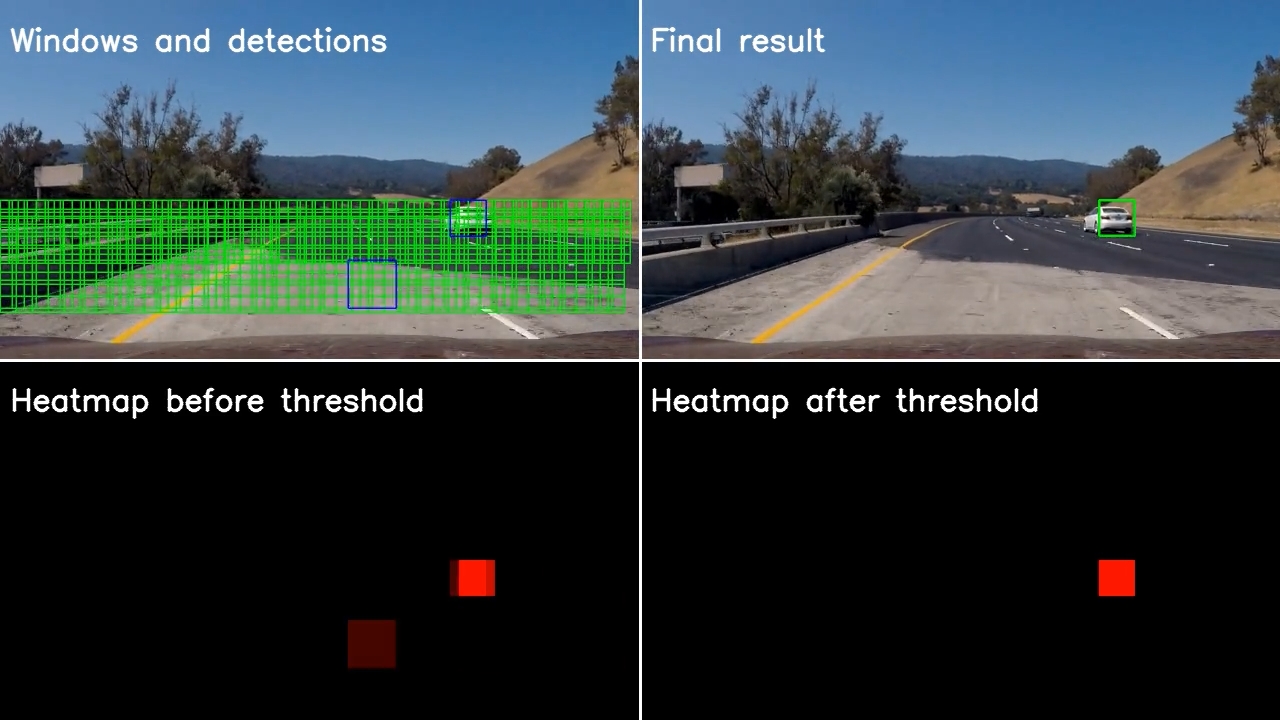 Windows and detections
Final result
Heatmap before threshold
Heatmap after threshold